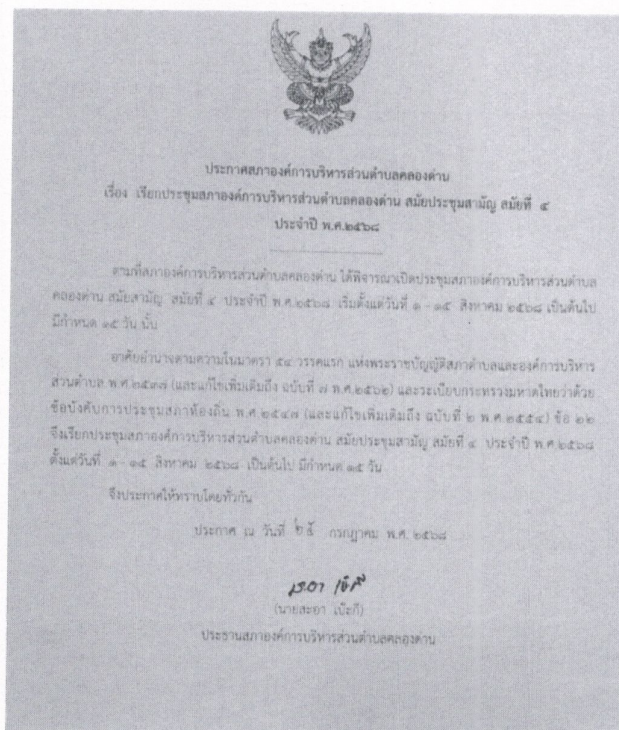 ประกาศสภาองค์การบริหารส่วนตำบลคลองด่าน
เรื่อง เรียกประชุมสภาองค์การบริหารส่วนตำบลคลองด่าน สมัยประชุมสามัญ สมัยที่ ๔
ประจำปี พ.ศ.๒๕๖๘
ตามที่สภาองค์การบริหารส่วนตำบลคลองด่าน ได้พิจารณาเปิดประชุมสภาองค์การบริหารส่วนตำบล
คลองด่าน สมัยสามัญ สมัยที่ ๔ ประจำปี พ.ศ.๒๕๖๘ เริ่มตั้งแต่วันที่ ๑ - ๑๕ สิงหาคม ๒๕๖๘ เป็นต้นไป
มีกำหนด ๑๕ วัน นั้น
อาศัยอำนาจตามความในมาตรา ๕๔ วรรคแรก แห่งพระราชบัญญัติสภาตำบลและองค์การบริหาร
ส่วนตำบล พ.ศ.๒๕๓๗ (และแก้ไขเพิ่มเติมถึง ฉบับที่ ๗ พ.ศ.๒๕๖๒) และระเบียบกระทรวงมหาดไทยว่าด้วย
ข้อบังคับการประชุมสภาท้องถิ่น พ.ศ.๒๕๔๗ (และแก้ไขเพิ่มเติมถึง ฉบับที่ ๒ พ.ศ.๒๕๕๔) ข้อ ๒๒
จึงเรียกประชุมสภาองค์การบริหารส่วนตำบลคลองด่าน สมัยประชุมสามัญ สมัยที่ ๔ ประจำปี พ.ศ.๒๕๖๘
ตั้งแต่วันที่ ๑ - ๑๕ สิงหาคม ๒๕๖๘ เป็นต้นไป มีกำหนด ๑๕ วัน
จึงประกาศให้ทราบโดยทั่วกัน
ประกาศ ณ วันที่ ๒๕ กรกฎาคม พ.ศ. ๒๕๖๘
(นายสะอา เบ๊ะกี)
ประธานสภาองค์การบริหารส่วนตำบลคลองด่าน